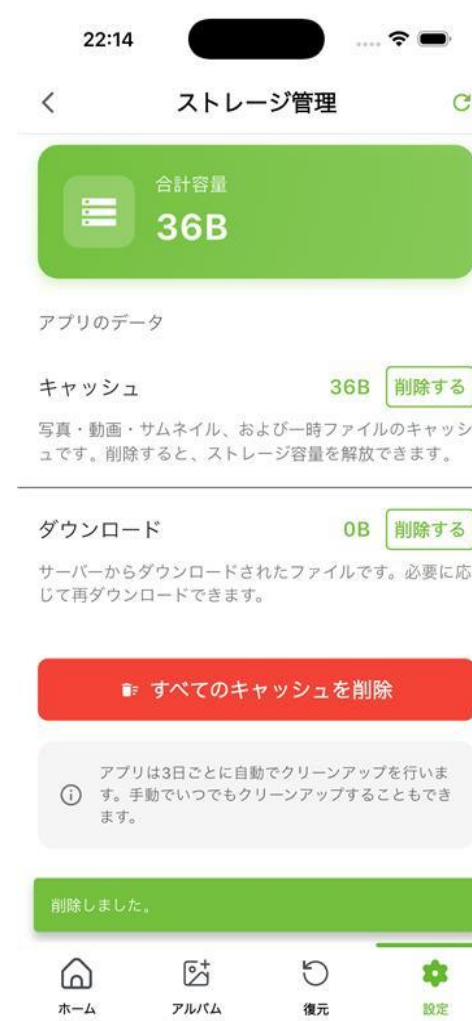 22:14
ストレージ管理
合計容量
36B
アプリのデータ
キャッシュ 36B 削除する
写真・動画・サムネイル、および一時ファイルのキャッシ
ュです。削除すると、ストレージ容量を解放できます。
ダウンロード 0B 削除する
サーバーからダウンロードされたファイルです。必要に応
じて再ダウンロードできます。
すべてのキャッシュを削除
アプリは3日ごとに自動でクリーンアップを行いま
す。手動でいつでもクリーンアップすることもでき
ます。
削除しました。
ホーム アルバム 復元 設定